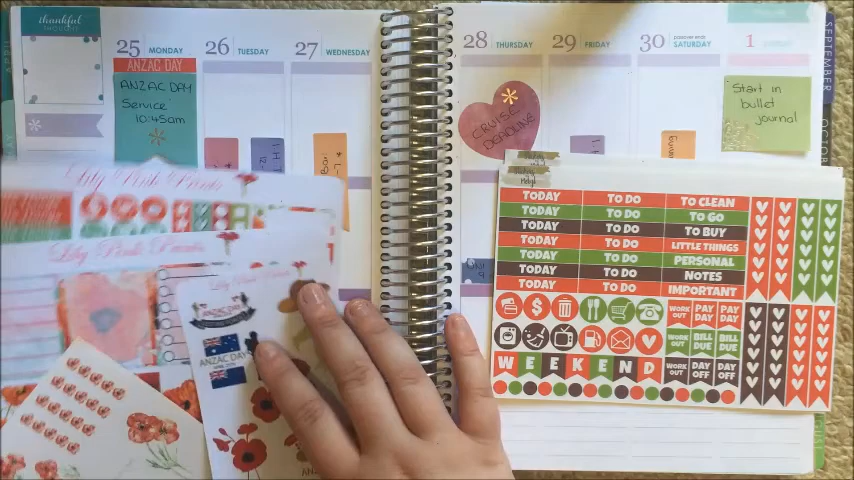 thankful
THOUGHT
25 MONDAY
26 TUESDAY
27 WEDNESDAY
28 THURSDAY
29 FRIDAY
30 SATURDAY
1
SEPTEMBER
OCTOBER
ANZAC DAY
ANZAC DAY
Service
10:45am
CRUISE
DEADLINE
Start in
bullet
journal
Lily Pink Prints
Lily Pink Prints
Lily Pink Prints
ANZAC DAY
TODAY TO DO TO CLEAN
TODAY TO DO TO GO
TODAY TO DO TO BUY
TODAY TO DO LITTLE THINGS
TODAY TO DO PERSONAL
TODAY TO DO NOTES
TODAY TO DO IMPORTANT
WORK OUT PAY DAY PAY DAY
WORK OUT BILL DUE BILL DUE
WORK OUT DAY OFF DAY OFF
WEEKEND